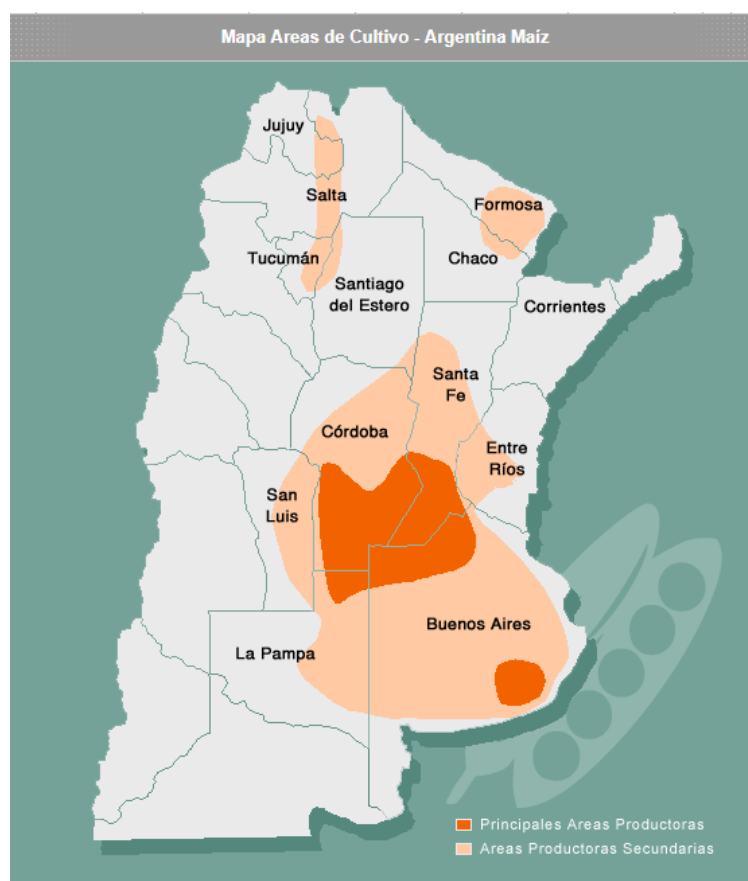 Mapa Areas de Cultivo - Argentina Maíz
Jujuy
Salta
Formosa
Tucumán
Chaco
Santiago
del Estero
Corrientes
Santa
Fe
Córdoba
Entre
Ríos
San
Luis
Buenos Aires
La Pampa
Principales Areas Productoras
Areas Productoras Secundarias